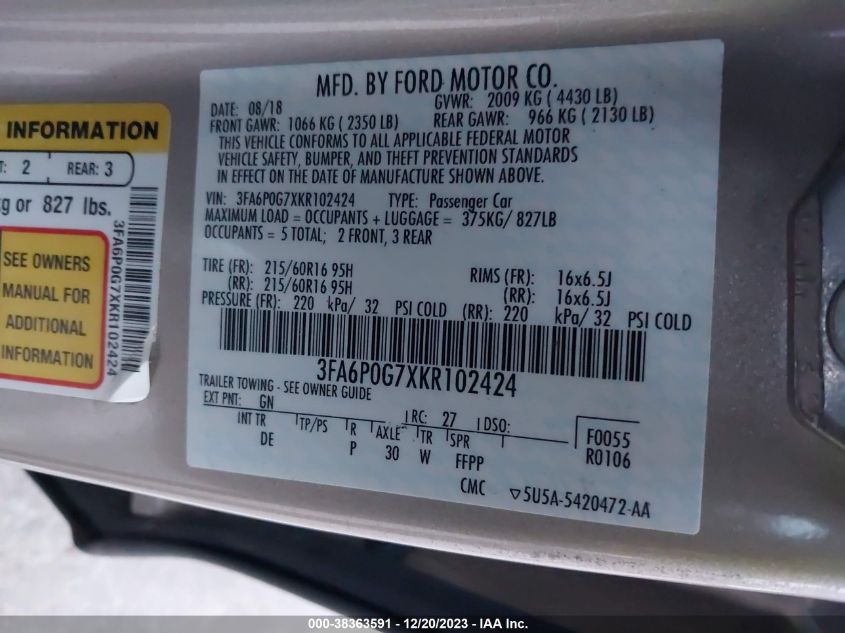 MFD. BY FORD MOTOR CO.
DATE: 08/18 GVWR: 2009 KG ( 4430 LB)
FRONT GAWR: 1066 KG ( 2350 LB) REAR GAWR: 966 KG ( 2130 LB)
THIS VEHICLE CONFORMS TO ALL APPLICABLE FEDERAL MOTOR
VEHICLE SAFETY, BUMPER, AND THEFT PREVENTION STANDARDS
IN EFFECT ON THE DATE OF MANUFACTURE SHOWN ABOVE.
VIN: 3FA6P0G7XKR102424 TYPE: Passenger Car
MAXIMUM LOAD = OCCUPANTS + LUGGAGE = 375KG/ 827LB
OCCUPANTS = 5 TOTAL; 2 FRONT, 3 REAR
TIRE (FR): 215/60R16 95H RIMS (FR): 16x6.5J
(RR): 215/60R16 95H (RR): 16x6.5J
PRESSURE (FR): 220 kPa/ 32 PSI COLD (RR): 220 kPa/ 32 PSI COLD
3FA6P0G7XKR102424
TRAILER TOWING - SEE OWNER GUIDE
EXT PNT: GN RC: 27 DSO:
INT TR TP/PS R AXLE TR SPR F0055
DE P 30 W FFPP R0106
CMC ▽5U5A-5420472-AA
INFORMATION
T: 2 REAR: 3
kg or 827 lbs.
SEE OWNERS
MANUAL FOR
ADDITIONAL
INFORMATION
3FA6P0G7XKR102424
000-38363591 - 12/20/2023 - IAA Inc.